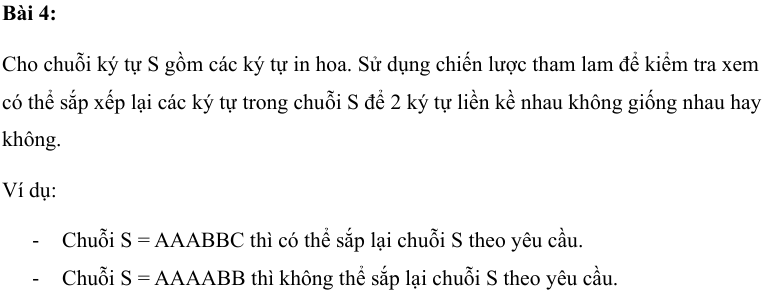 Bài 4:
Cho chuỗi ký tự S gồm các ký tự in hoa. Sử dụng chiến lược tham lam để kiểm tra xem
có thể sắp xếp lại các ký tự trong chuỗi S để 2 ký tự liền kề nhau không giống nhau hay
không.
Ví dụ:
- Chuỗi S = AAABBC thì có thể sắp lại chuỗi S theo yêu cầu.
- Chuỗi S = AAAABB thì không thể sắp lại chuỗi S theo yêu cầu.